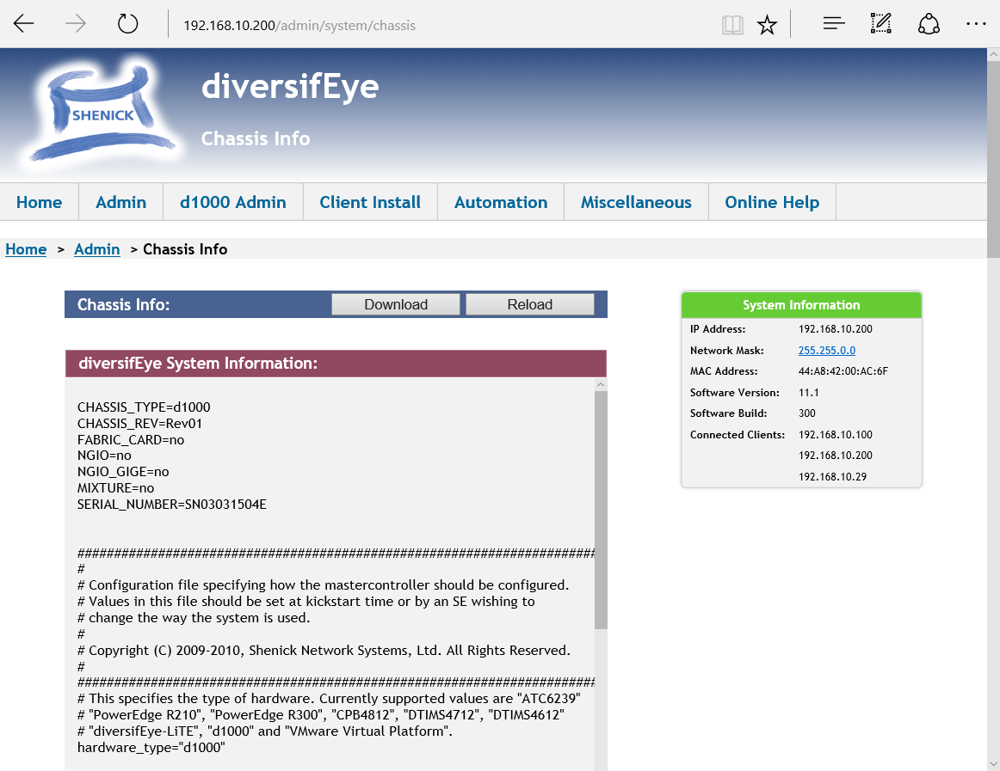 192.168.10.200/admin/system/chassis
SHENICK
diversifEye
Chassis Info
Home Admin d1000 Admin Client Install Automation Miscellaneous Online Help
Home > Admin > Chassis Info
Chassis Info: Download Reload
diversifEye System Information:
CHASSIS_TYPE=d1000
CHASSIS_REV=Rev01
FABRIC_CARD=no
NGIO=no
NGIO_GIGE=no
MIXTURE=no
SERIAL_NUMBER=SN03031504E
########################################################################
#
# Configuration file specifying how the mastercontroller should be configured.
# Values in this file should be set at kickstart time or by an SE wishing to
# change the way the system is used.
#
# Copyright (C) 2009-2010, Shenick Network Systems, Ltd. All Rights Reserved.
#
########################################################################
# This specifies the type of hardware. Currently supported values are "ATC6239"
# "PowerEdge R210", "PowerEdge R300", "CPB4812", "DTIMS4712", "DTIMS4612"
# "diversifEye-LiTE", "d1000" and "VMware Virtual Platform".
hardware_type="d1000"
System Information
IP Address: 192.168.10.200
Network Mask: 255.255.0.0
MAC Address: 44:A8:42:00:AC:6F
Software Version: 11.1
Software Build: 300
Connected Clients: 192.168.10.100
192.168.10.200
192.168.10.29